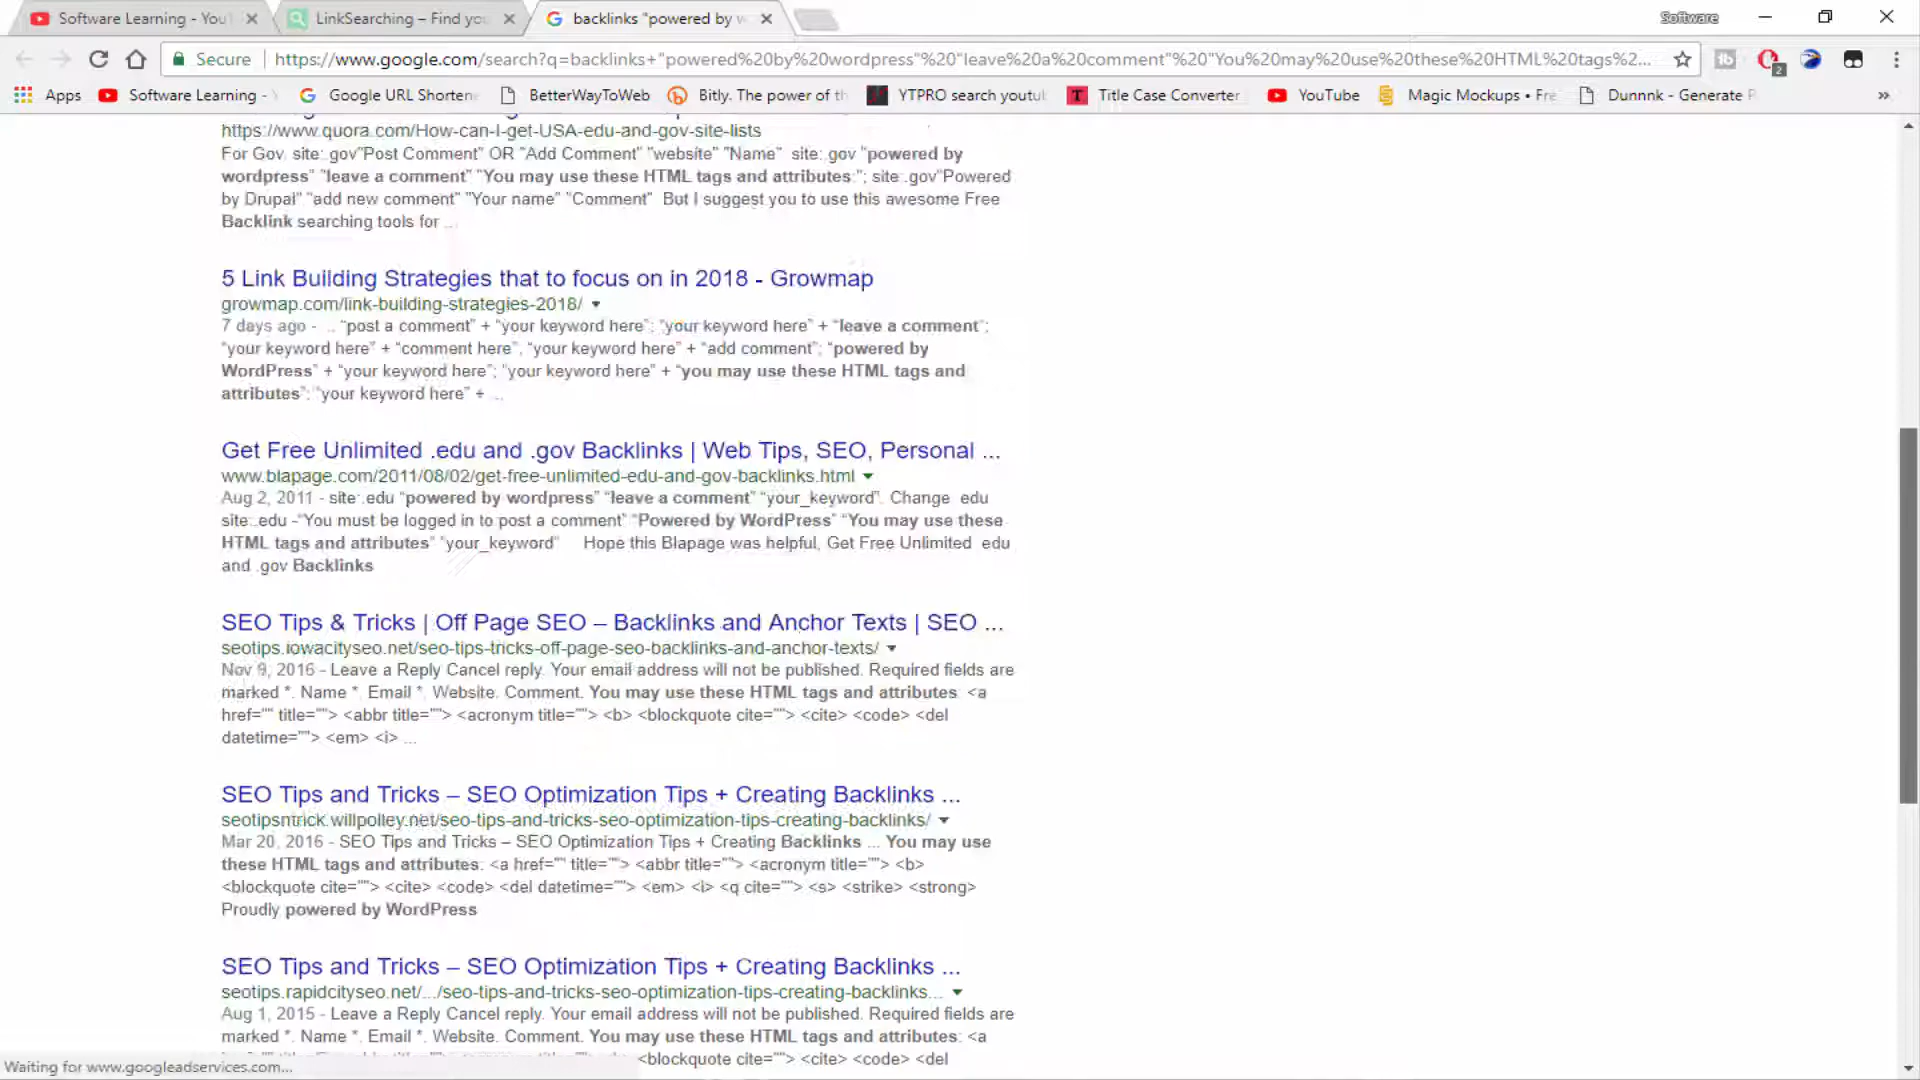 Software Learning - You
LinkSearching – Find you
backlinks "powered by w
Software
Secure
https://www.google.com/search?q=backlinks+"powered%20by%20wordpress"%20"leave%20a%20comment"%20"You%20may%20use%20these%20HTML%20tags%2...
2
Apps
Software Learning - Y
Google URL Shortene
BetterWayToWeb
Bitly. The power of th
YTPRO search youtu
Title Case Converter
YouTube
Magic Mockups • Fre
Dunnnk - Generate P
»
https://www.quora.com/How-can-I-get-USA-edu-and-gov-site-lists
For Gov. site:.gov"Post Comment" OR "Add Comment" "website" "Name" site:.gov "powered by
wordpress" "leave a comment" "You may use these HTML tags and attributes:"; site:.gov"Powered
by Drupal" "add new comment" "Your name" "Comment" But I suggest you to use this awesome Free
Backlink searching tools for ...
5 Link Building Strategies that to focus on in 2018 - Growmap
growmap.com/link-building-strategies-2018/
7 days ago - ... “post a comment” + “your keyword here”; “your keyword here” + “leave a comment”;
“your keyword here” + “comment here”; “your keyword here” + “add comment”; “powered by
WordPress” + “your keyword here”; “your keyword here” + “you may use these HTML tags and
attributes”; “your keyword here” + ...
Get Free Unlimited .edu and .gov Backlinks | Web Tips, SEO, Personal ...
www.blapage.com/2011/08/02/get-free-unlimited-edu-and-gov-backlinks.html
Aug 2, 2011 - site:.edu “powered by wordpress” “leave a comment” “your_keyword”. Change .edu
site:.edu -“You must be logged in to post a comment” “Powered by WordPress” “You may use these
HTML tags and attributes” “your_keyword” Hope this Blapage was helpful, Get Free Unlimited .edu
and .gov Backlinks
SEO Tips & Tricks | Off Page SEO – Backlinks and Anchor Texts | SEO ...
seotips.iowacityseo.net/seo-tips-tricks-off-page-seo-backlinks-and-anchor-texts/
Nov 9, 2016 - Leave a Reply Cancel reply. Your email address will not be published. Required fields are
marked *. Name *. Email *. Website. Comment. You may use these HTML tags and attributes: <a
href="" title=""> <abbr title=""> <acronym title=""> <b> <blockquote cite=""> <cite> <code> <del
datetime=""> <em> <i> ...
SEO Tips and Tricks – SEO Optimization Tips + Creating Backlinks ...
seotipsntrick.willpolley.net/seo-tips-and-tricks-seo-optimization-tips-creating-backlinks/
Mar 20, 2016 - SEO Tips and Tricks – SEO Optimization Tips + Creating Backlinks ... You may use
these HTML tags and attributes: <a href="" title=""> <abbr title=""> <acronym title=""> <b>
<blockquote cite=""> <cite> <code> <del datetime=""> <em> <i> <q cite=""> <s> <strike> <strong>
Proudly powered by WordPress
SEO Tips and Tricks – SEO Optimization Tips + Creating Backlinks ...
seotips.rapidcityseo.net/.../seo-tips-and-tricks-seo-optimization-tips-creating-backlinks...
Aug 1, 2015 - Leave a Reply Cancel reply. Your email address will not be published. Required fields are
marked *. Name *. Email *. Website. Comment. You may use these HTML tags and attributes: <a
<blockquote cite=""> <cite> <code> <del
Waiting for www.googleadservices.com...